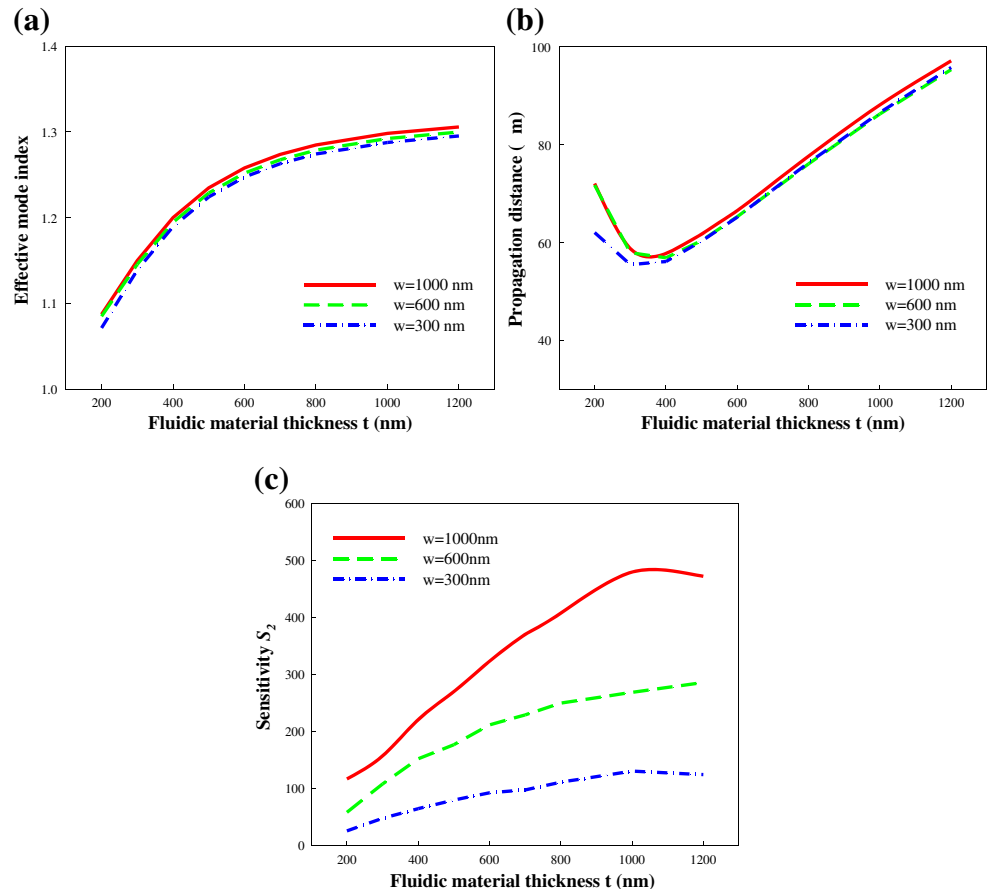 (a)
1.4
1.3
1.2
1.1
1.0
Effective mode index
w=1000 nm
w=600 nm
w=300 nm
200 400 600 800 1000 1200
Fluidic material thickness t (nm)
(b)
100
80
60
40
Propagation distance ( m)
w=1000 nm
w=600 nm
w=300 nm
200 400 600 800 1000 1200
Fluidic material thickness t (nm)
(c)
600
500
400
300
200
100
0
Sensitivity S2
w=1000nm
w=600nm
w=300nm
200 400 600 800 1000 1200
Fluidic material thickness t (nm)